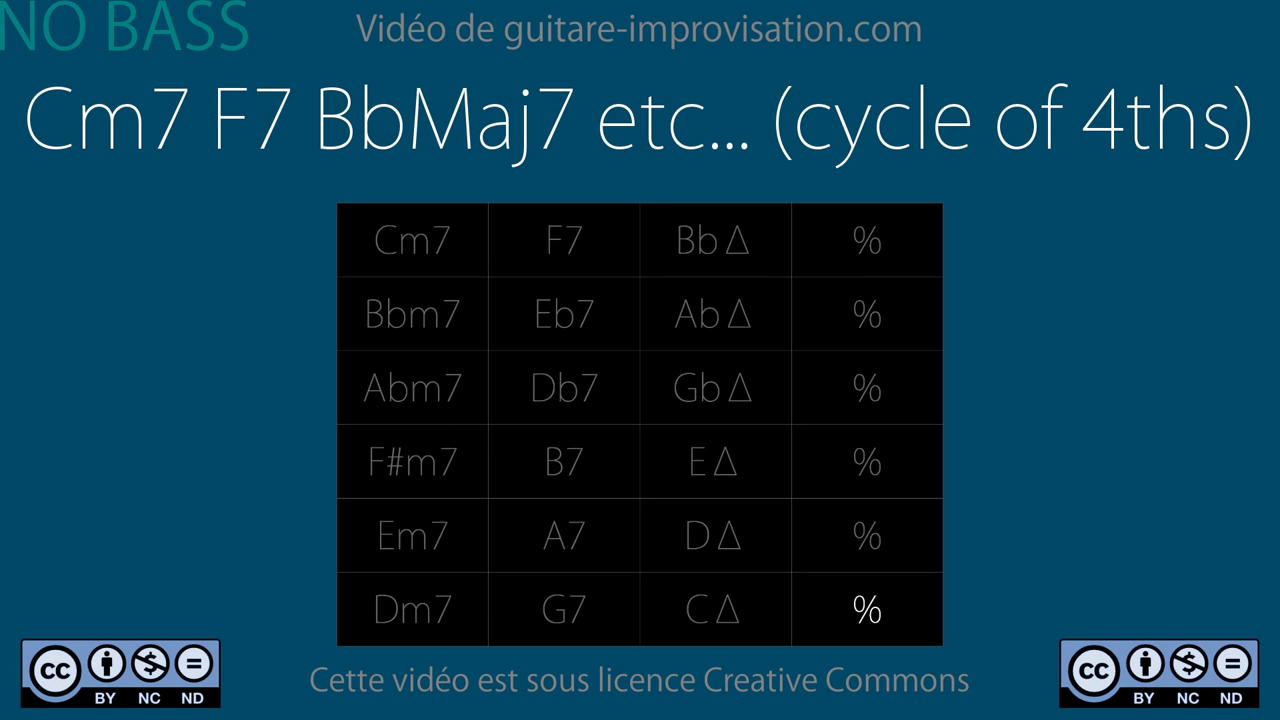 NO BASS
Vidéo de guitare-improvisation.com
Cm7 F7 BbMaj7 etc... (cycle of 4ths)
Cm7 F7 Bb Δ %
Bbm7 Eb7 Ab Δ %
Abm7 Db7 Gb Δ %
F#m7 B7 E Δ %
Em7 A7 D Δ %
Dm7 G7 C Δ %
cc BY NC ND
Cette vidéo est sous licence Creative Commons
cc BY NC ND